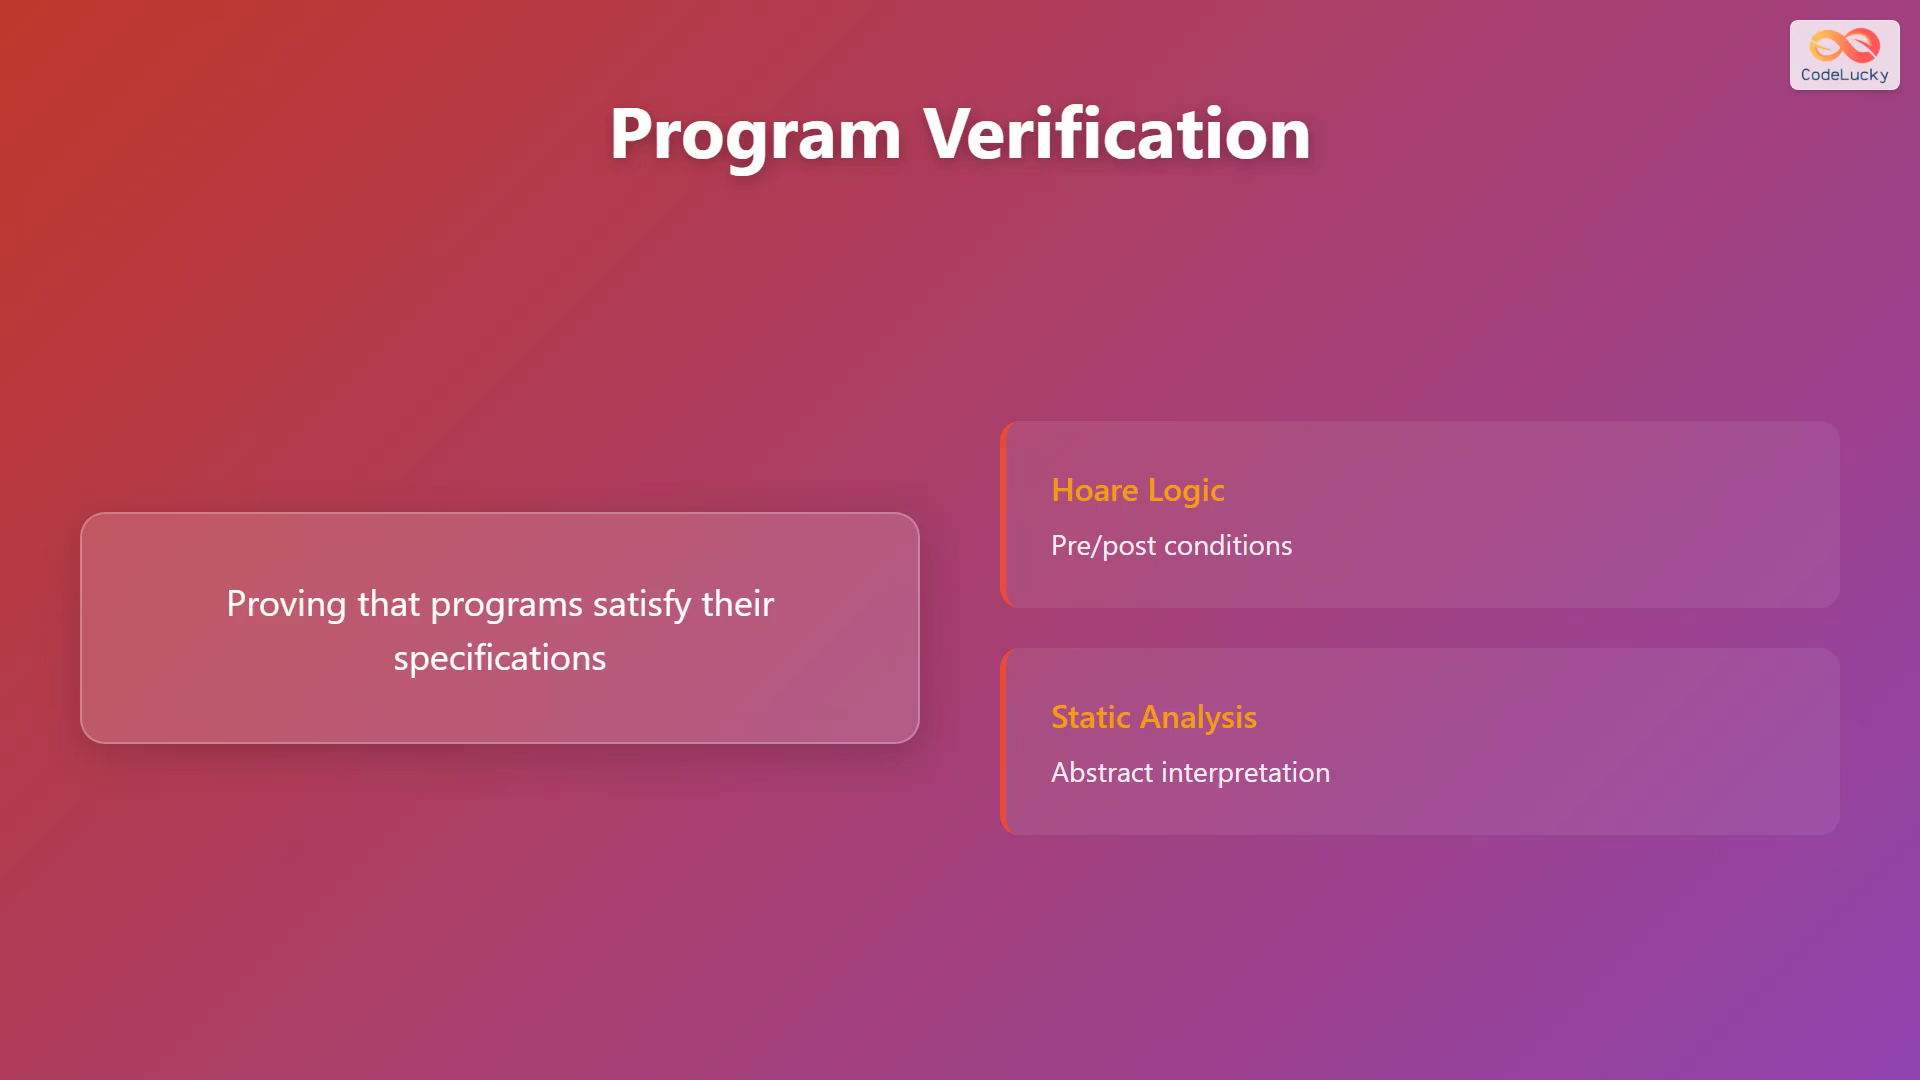 CodeLucky
Program Verification
Proving that programs satisfy their
specifications
Hoare Logic
Pre/post conditions
Static Analysis
Abstract interpretation